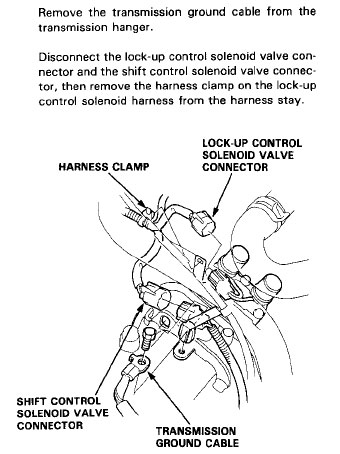 Remove the transmission ground cable from the
transmission hanger.
Disconnect the lock-up control solenoid valve con-
nector and the shift control solenoid valve connec-
tor, then remove the harness clamp on the lock-up
control solenoid harness from the harness stay.
LOCK-UP CONTROL
SOLENOID VALVE
CONNECTOR
HARNESS CLAMP
SHIFT CONTROL
SOLENOID VALVE
CONNECTOR
TRANSMISSION
GROUND CABLE